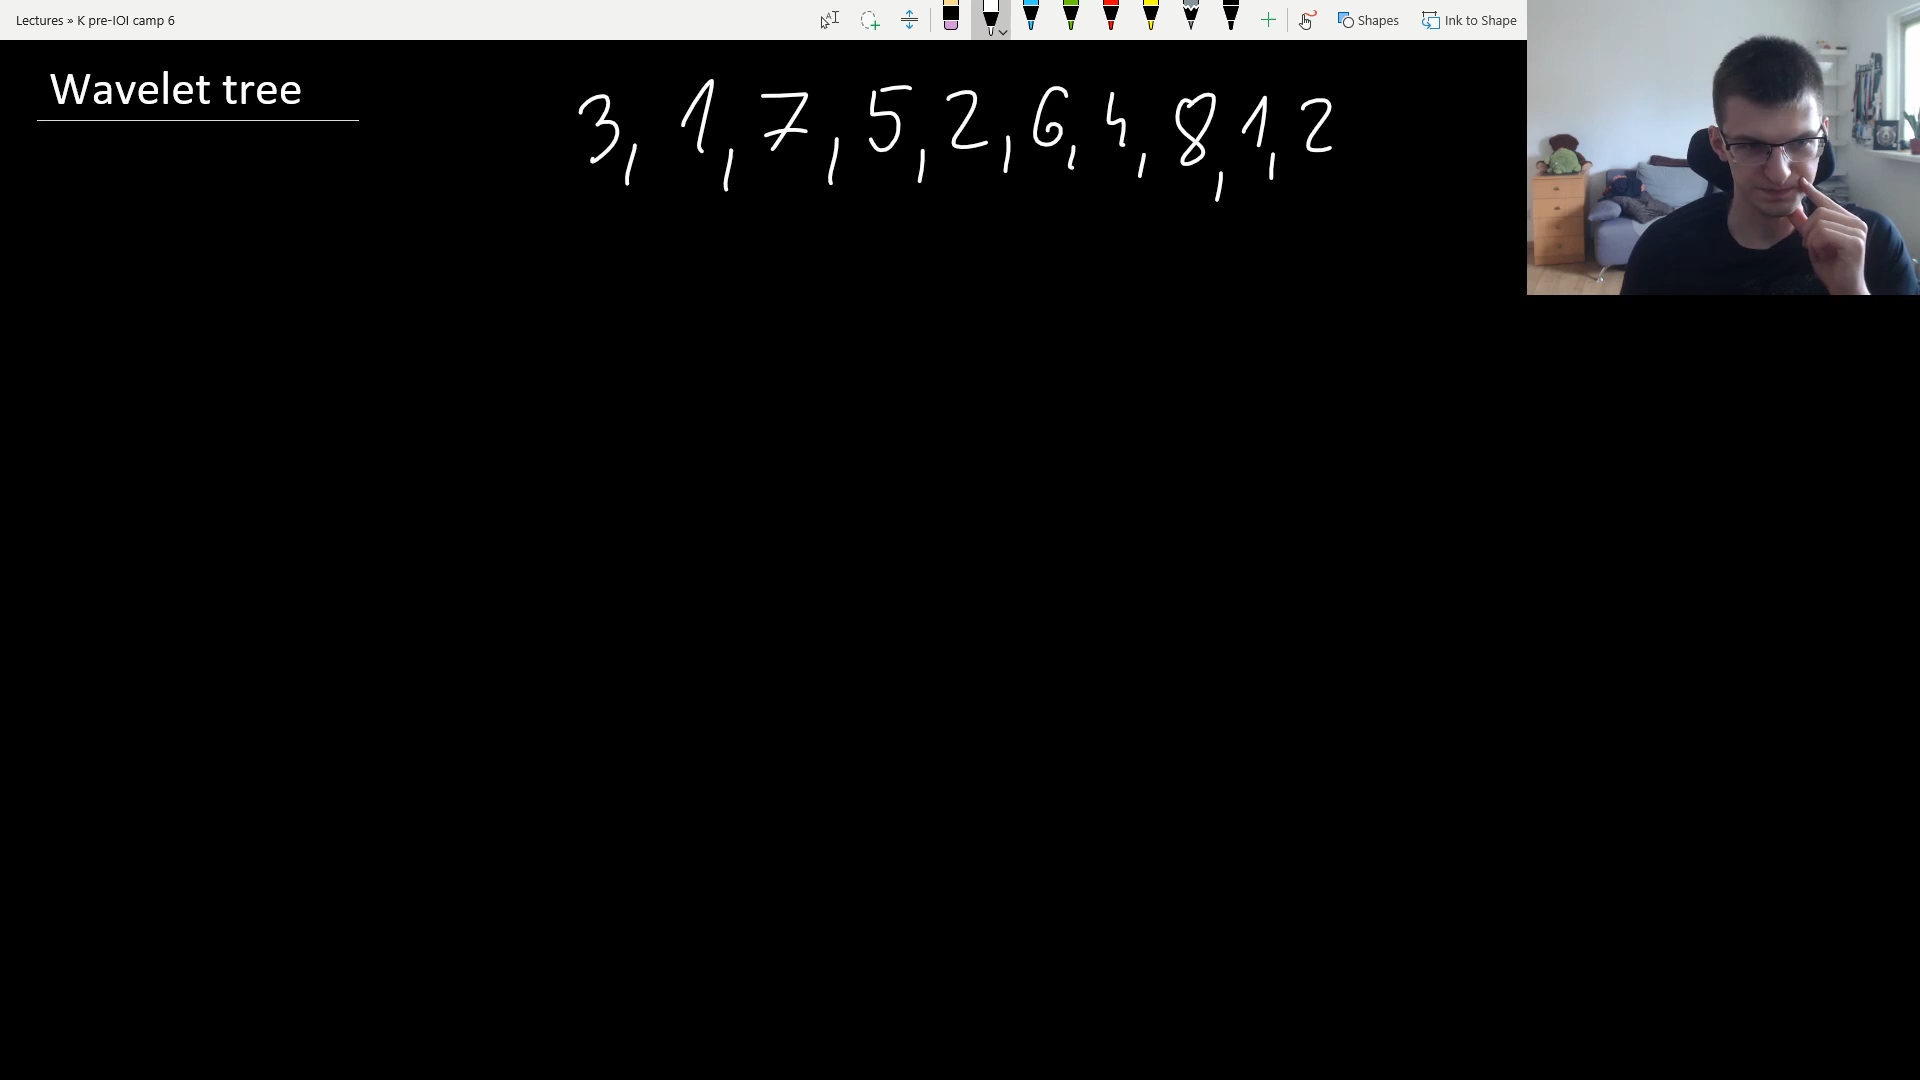 Lectures » K pre-IOI camp 6
Shapes
Ink to Shape
Wavelet tree
3, 1, 7, 5, 2, 6, 4, 8, 1, 2